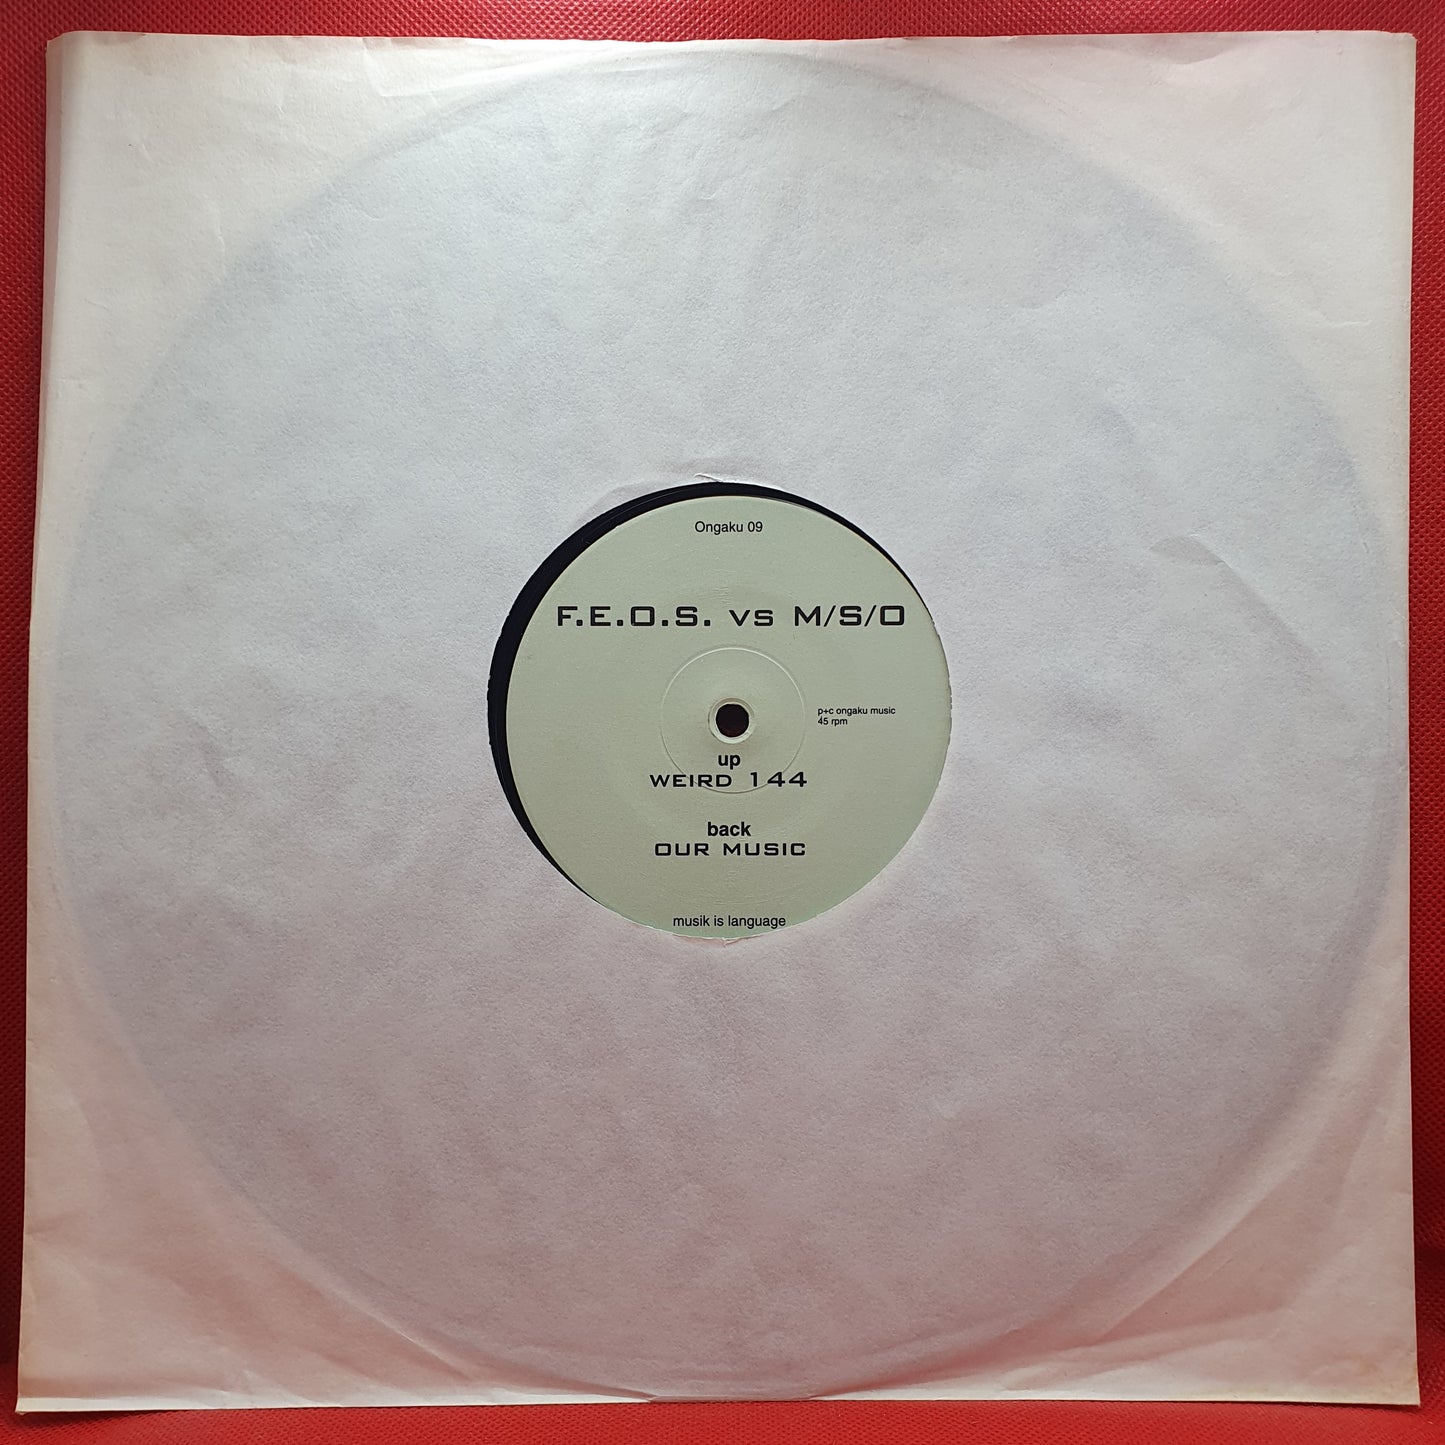 Ongaku 09
F.E.O.S. vs M/S/O
p+c ongaku music
45 rpm
up
WEIRD 144
back
OUR MUSIC
musik is language